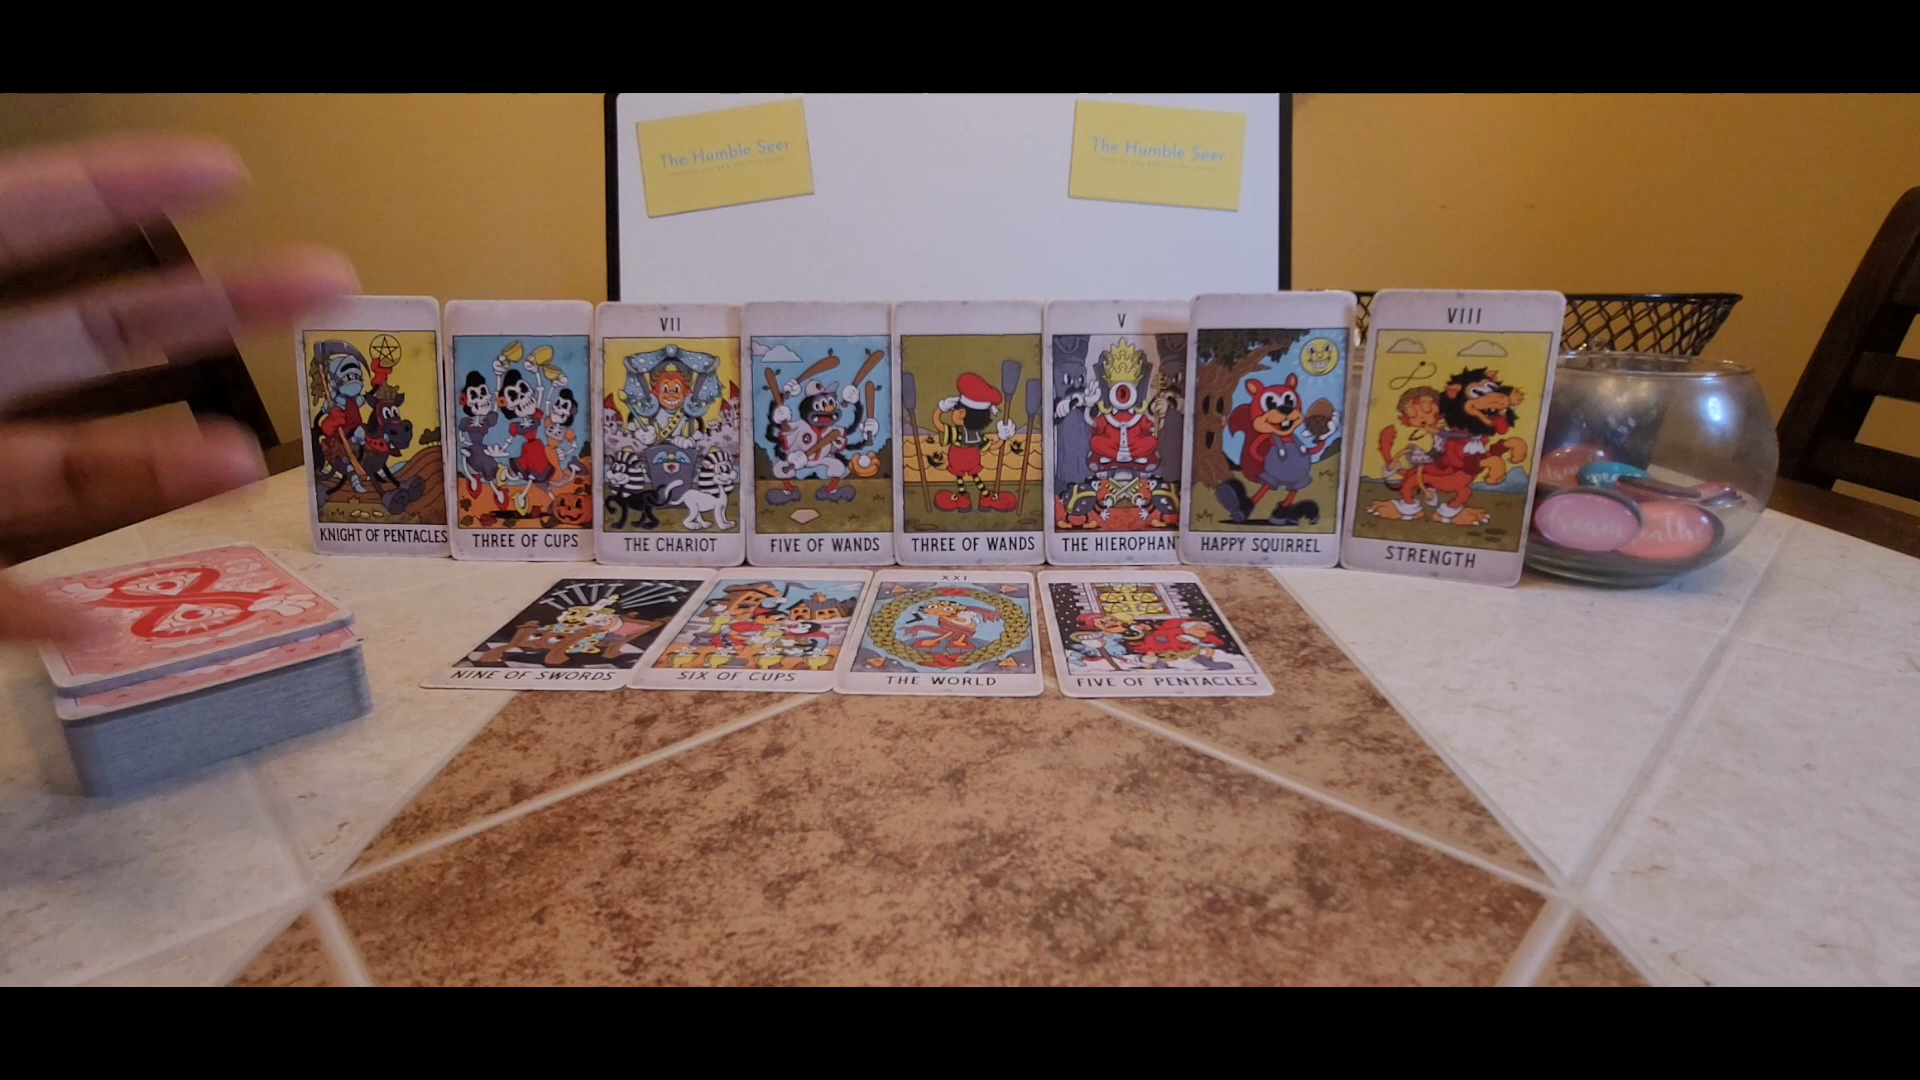 The Humble Seer
The Humble Seer
KNIGHT OF PENTACLES
THREE OF CUPS
VII
THE CHARIOT
FIVE OF WANDS
THREE OF WANDS
V
THE HIEROPHAN
HAPPY SQUIRREL
VIII
STRENGTH
NINE OF SWORDS
SIX OF CUPS
XXI
THE WORLD
FIVE OF PENTACLES
dream